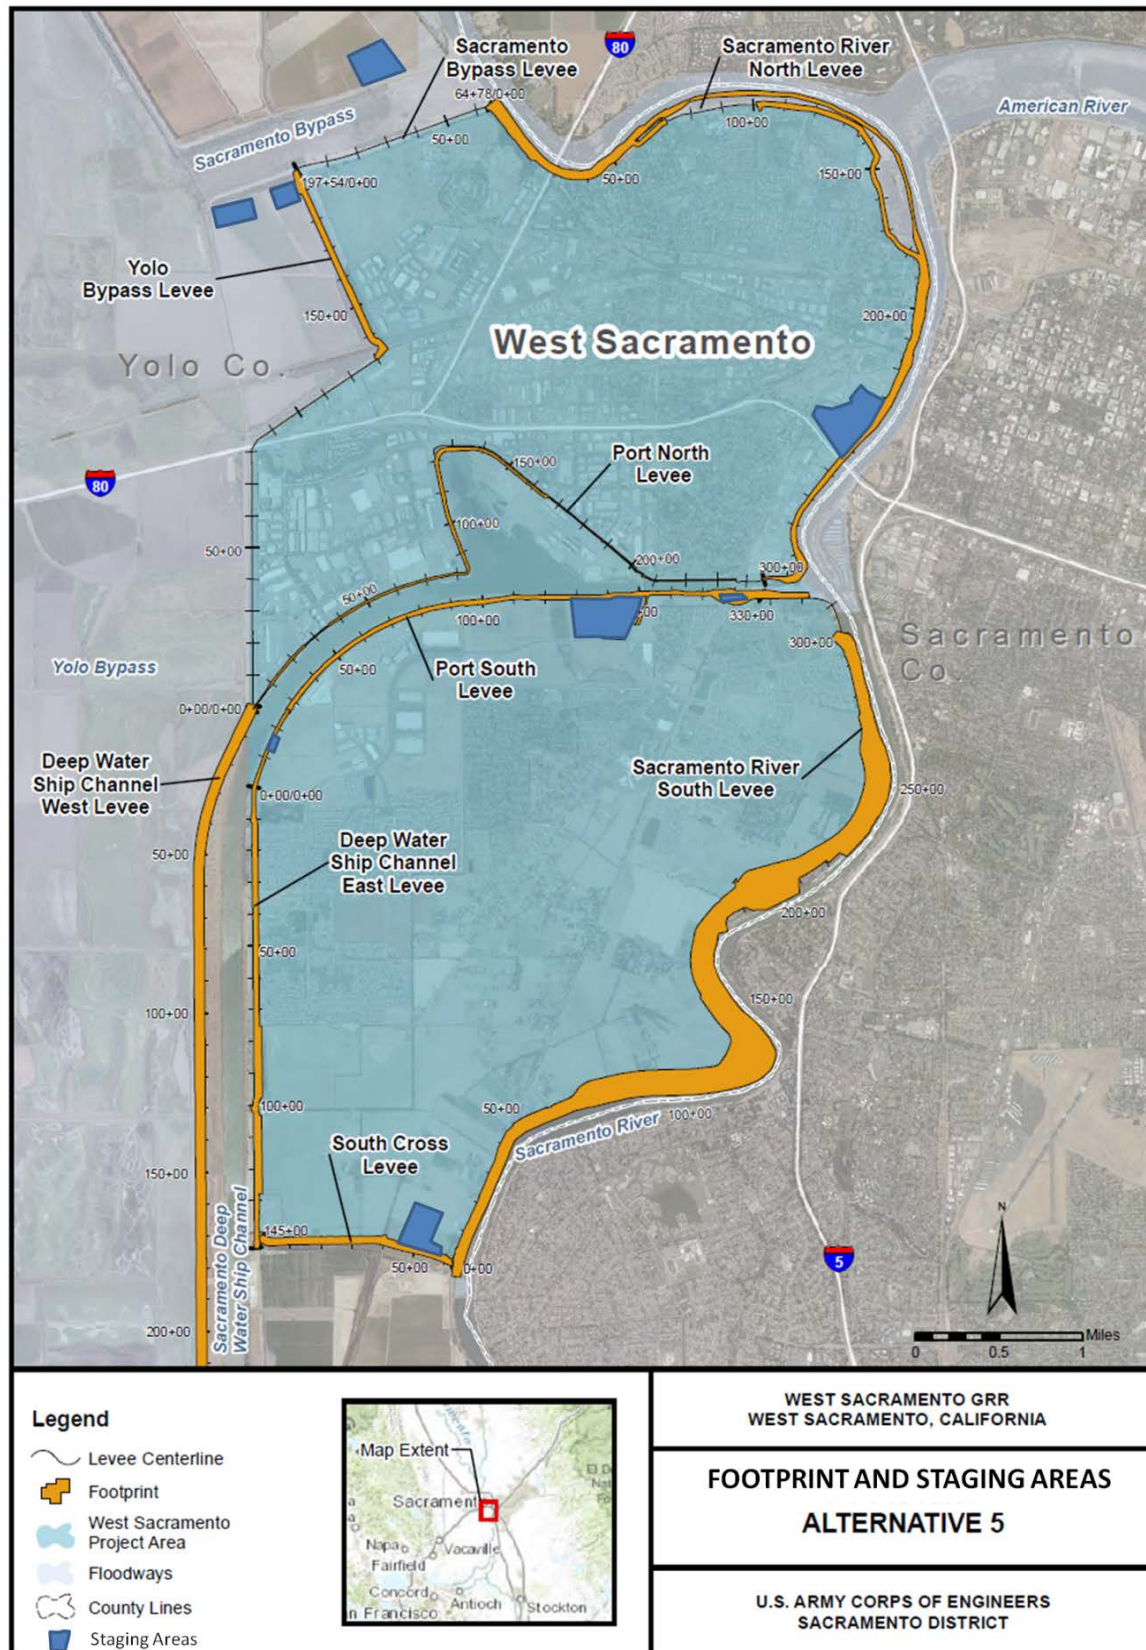 Sacramento
Bypass Levee
80
Sacramento River
North Levee
64+78/0+00
American River
50+00
100+00
Sacramento Bypass
197+54/0+00
50+00
150+00
Yolo
Bypass Levee
150+00
200+00
West Sacramento
Yolo Co.
80
Port North
Levee
150+00
100+00
50+00
200+00
300+00
50+00
100+00
330+00
300+00
Sacramento
Co.
Yolo Bypass
50+00
Port South
Levee
0+00/0+00
Deep Water
Ship Channel
West Levee
Sacramento River
South Levee
0+00/0+00
250+00
50+00
Deep Water
Ship Channel
East Levee
200+00
50+00
100+00
150+00
100+00
50+00
100+00
Sacramento River
South Cross
Levee
150+00
145+00
50+00
0+00
Sacramento Deep
Water Ship Channel
200+00
5
N
Miles
0 0.5 1
Legend
Levee Centerline
Footprint
West Sacramento
Project Area
Floodways
County Lines
Staging Areas
Map Extent
Sacrament
Napa
Vacaville
Fairfield
Concord
Antioch
Stockton
n Francisco
WEST SACRAMENTO GRR
WEST SACRAMENTO, CALIFORNIA
FOOTPRINT AND STAGING AREAS
ALTERNATIVE 5
U.S. ARMY CORPS OF ENGINEERS
SACRAMENTO DISTRICT